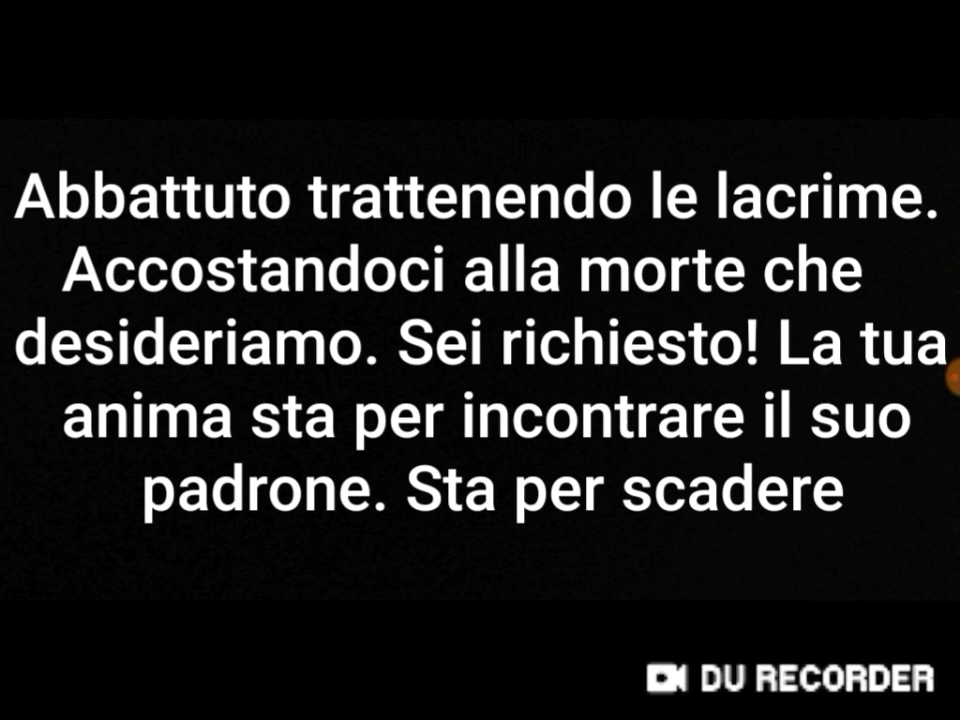 Abbattuto trattenendo le lacrime.
Accostandoci alla morte che
desideriamo. Sei richiesto! La tua
anima sta per incontrare il suo
padrone. Sta per scadere
DU RECORDER